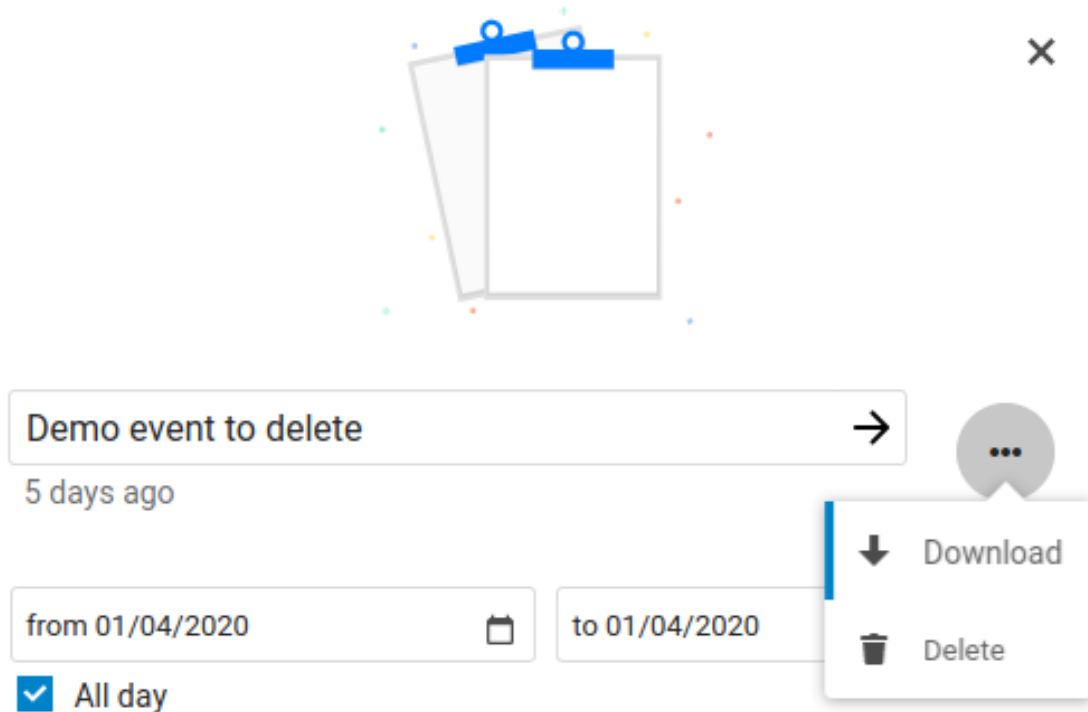 Demo event to delete
5 days ago
Download
from 01/04/2020
to 01/04/2020
Delete
All day